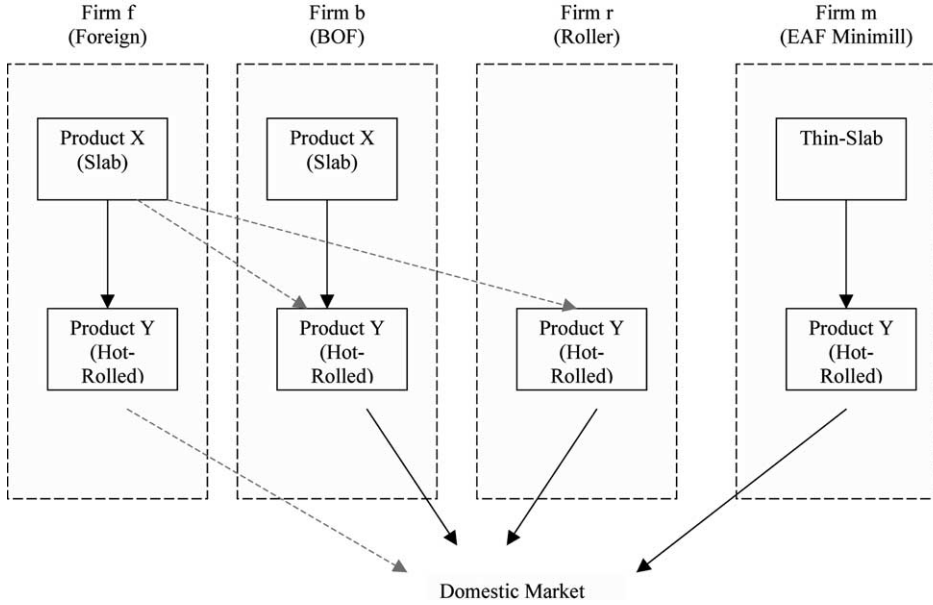 Firm f
(Foreign)
Firm b
(BOF)
Firm r
(Roller)
Firm m
(EAF Minimill)
Product X
(Slab)
Product X
(Slab)
Thin-Slab
Product Y
(Hot-
Rolled)
Product Y
(Hot-
Rolled)
Product Y
(Hot-
Rolled)
Product Y
(Hot-
Rolled)
Domestic Market